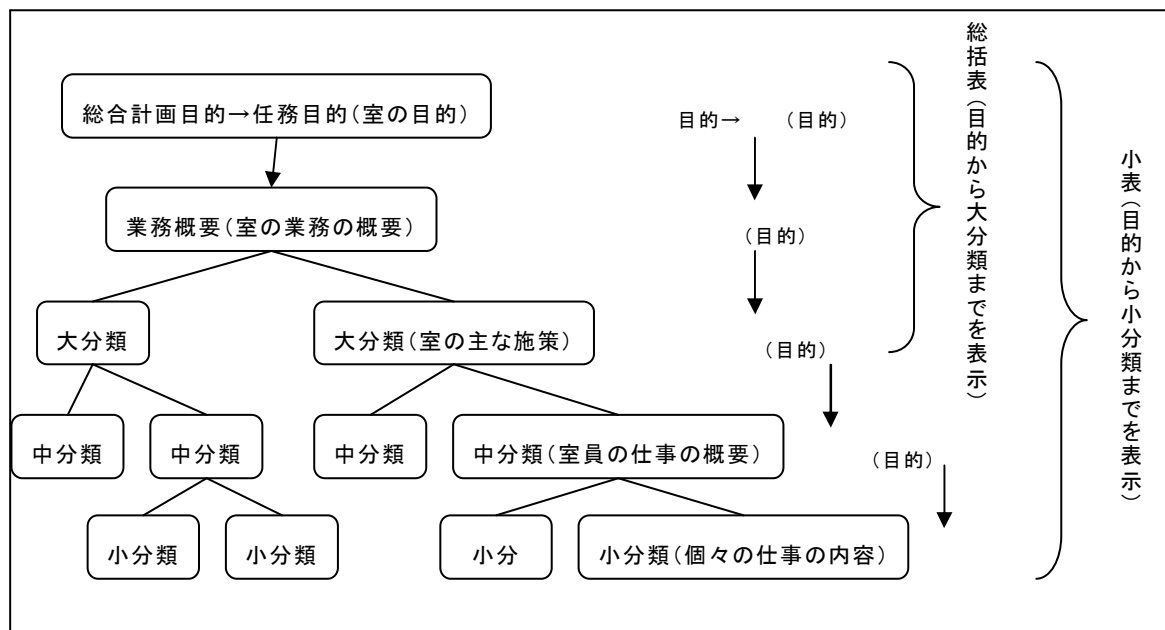 総合計画目的→任務目的（室の目的）
目的→　（目的）
業務概要（室の業務の概要）
（目的）
大分類
大分類（室の主な施策）
（目的）
中分類
中分類
中分類
中分類（室員の仕事の概要）
（目的）
小分類
小分類
小分
小分類（個々の仕事の内容）
総括表（目的から大分類までを表示）
小表（目的から小分類までを表示）